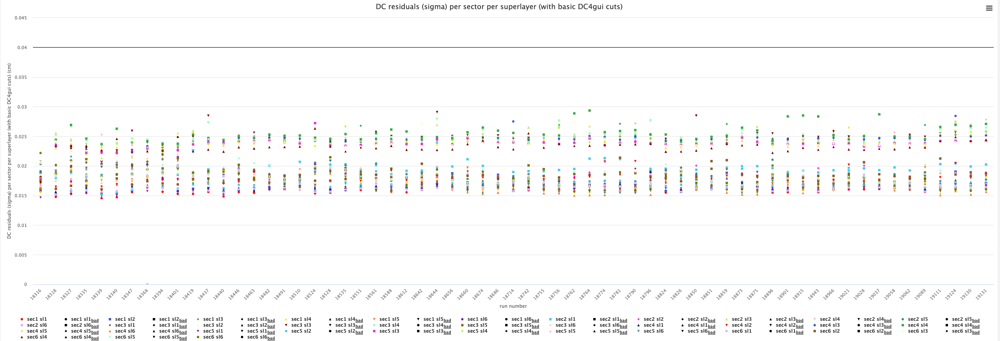 DC residuals (sigma) per sector per superlayer (with basic DC4gui cuts)
DC residuals (sigma) per sector per superlayer (with basic DC4gui cuts) (cm)
0.045
0.04
0.035
0.03
0.025
0.02
0.015
0.01
0.005
0
18316 18318 18327 18335 18339 18340 18347 18368 18394 18401 18419 18437 18440 18446 18463 18482 18491 18510 18524 18528 18535 18551 18561 18588 18612 18642 18644 18656 18660 18674 18686 18714 18742 18755 18756 18762 18764 18774 18781 18790 18796 18824 18826 18850 18851 18859 18873 18875 18896 18901 18915 18943 18966 19021 19028 19037 19058 19062 19089 19111 19124 19130 19131
run number
sec1 sl1 sec1 sl1bad sec1 sl2 sec1 sl2bad sec1 sl3 sec1 sl3bad sec1 sl4 sec1 sl4bad sec1 sl5 sec1 sl5bad sec1 sl6 sec1 sl6bad sec2 sl1 sec2 sl1bad sec2 sl2 sec2 sl2bad sec2 sl3 sec2 sl3bad sec2 sl4 sec2 sl4bad sec2 sl5 sec2 sl5bad
sec2 sl6 sec2 sl6bad sec3 sl1 sec3 sl1bad sec3 sl2 sec3 sl2bad sec3 sl3 sec3 sl3bad sec3 sl4 sec3 sl4bad sec3 sl5 sec3 sl5bad sec3 sl6 sec3 sl6bad sec4 sl1 sec4 sl1bad sec4 sl2 sec4 sl2bad sec4 sl3 sec4 sl3bad sec4 sl4 sec4 sl4bad
sec4 sl5 sec4 sl5bad sec4 sl6 sec4 sl6bad sec5 sl1 sec5 sl1bad sec5 sl2 sec5 sl2bad sec5 sl3 sec5 sl3bad sec5 sl4 sec5 sl4bad sec5 sl5 sec5 sl5bad sec5 sl6 sec5 sl6bad sec6 sl1 sec6 sl1bad sec6 sl2 sec6 sl2bad sec6 sl3 sec6 sl3bad
sec6 sl4 sec6 sl4bad sec6 sl5 sec6 sl5bad sec6 sl6 sec6 sl6bad